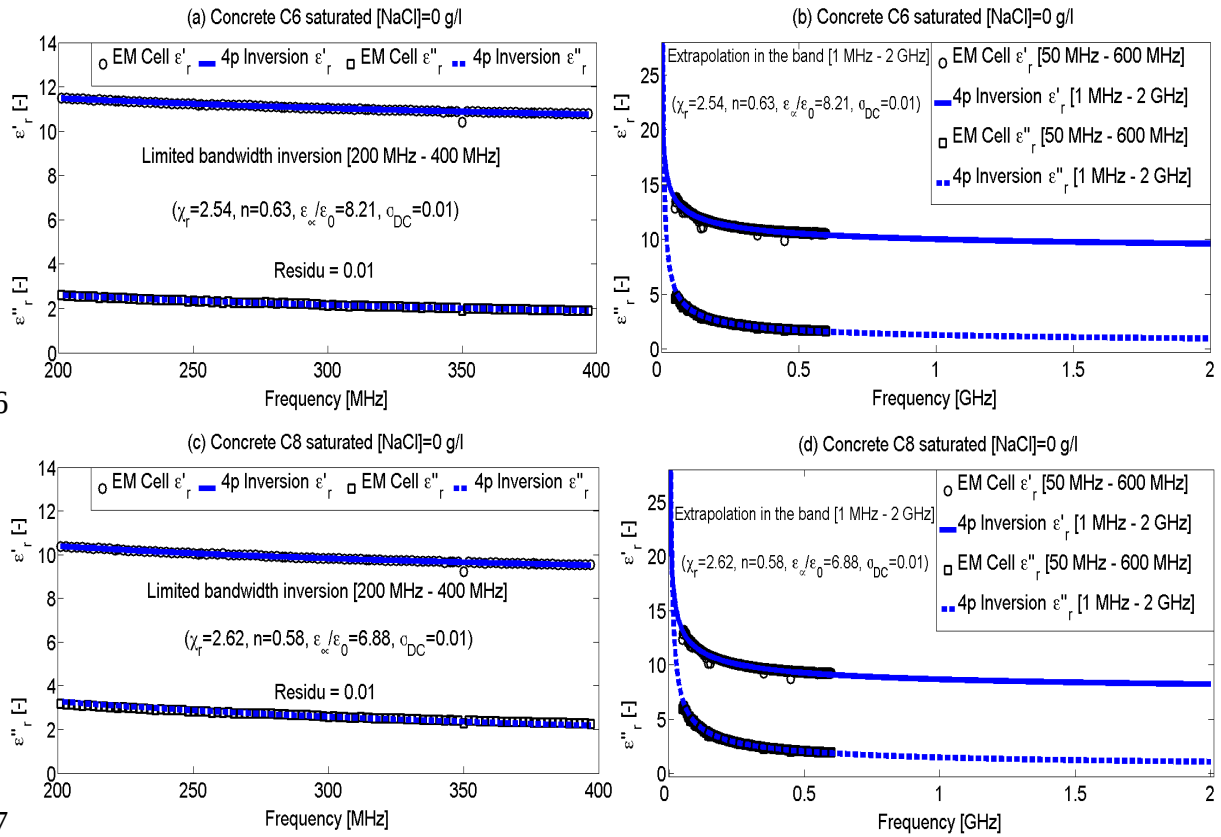 (a) Concrete C6 saturated [NaCl]=0 g/l
14
12
10
8
6
4
2
0
ε'r [-]
ε''r [-]
EM Cell ε'r 4p Inversion ε'r EM Cell ε''r 4p Inversion ε''r
Limited bandwidth inversion [200 MHz - 400 MHz]
(χr=2.54, n=0.63, ε∝/ε0=8.21, σDC=0.01)
Residu = 0.01
200 250 300 350 400
Frequency [MHz]
6
(b) Concrete C6 saturated [NaCl]=0 g/l
25
20
15
10
5
0
ε'r [-]
ε''r [-]
Extrapolation in the band [1 MHz - 2 GHz]
(χr=2.54, n=0.63, ε∝/ε0=8.21, σDC=0.01)
EM Cell ε'r [50 MHz - 600 MHz]
4p Inversion ε'r [1 MHz - 2 GHz]
EM Cell ε''r [50 MHz - 600 MHz]
4p Inversion ε''r [1 MHz - 2 GHz]
0 0.5 1 1.5 2
Frequency [GHz]
(c) Concrete C8 saturated [NaCl]=0 g/l
14
12
10
8
6
4
2
0
ε'r [-]
ε''r [-]
EM Cell ε'r 4p Inversion ε'r EM Cell ε''r 4p Inversion ε''r
Limited bandwidth inversion [200 MHz - 400 MHz]
(χr=2.62, n=0.58, ε∝/ε0=6.88, σDC=0.01)
Residu = 0.01
200 250 300 350 400
Frequency [MHz]
7
(d) Concrete C8 saturated [NaCl]=0 g/l
25
20
15
10
5
0
ε'r [-]
ε''r [-]
Extrapolation in the band [1 MHz - 2 GHz]
(χr=2.62, n=0.58, ε∝/ε0=6.88, σDC=0.01)
EM Cell ε'r [50 MHz - 600 MHz]
4p Inversion ε'r [1 MHz - 2 GHz]
EM Cell ε''r [50 MHz - 600 MHz]
4p Inversion ε''r [1 MHz - 2 GHz]
0 0.5 1 1.5 2
Frequency [GHz]